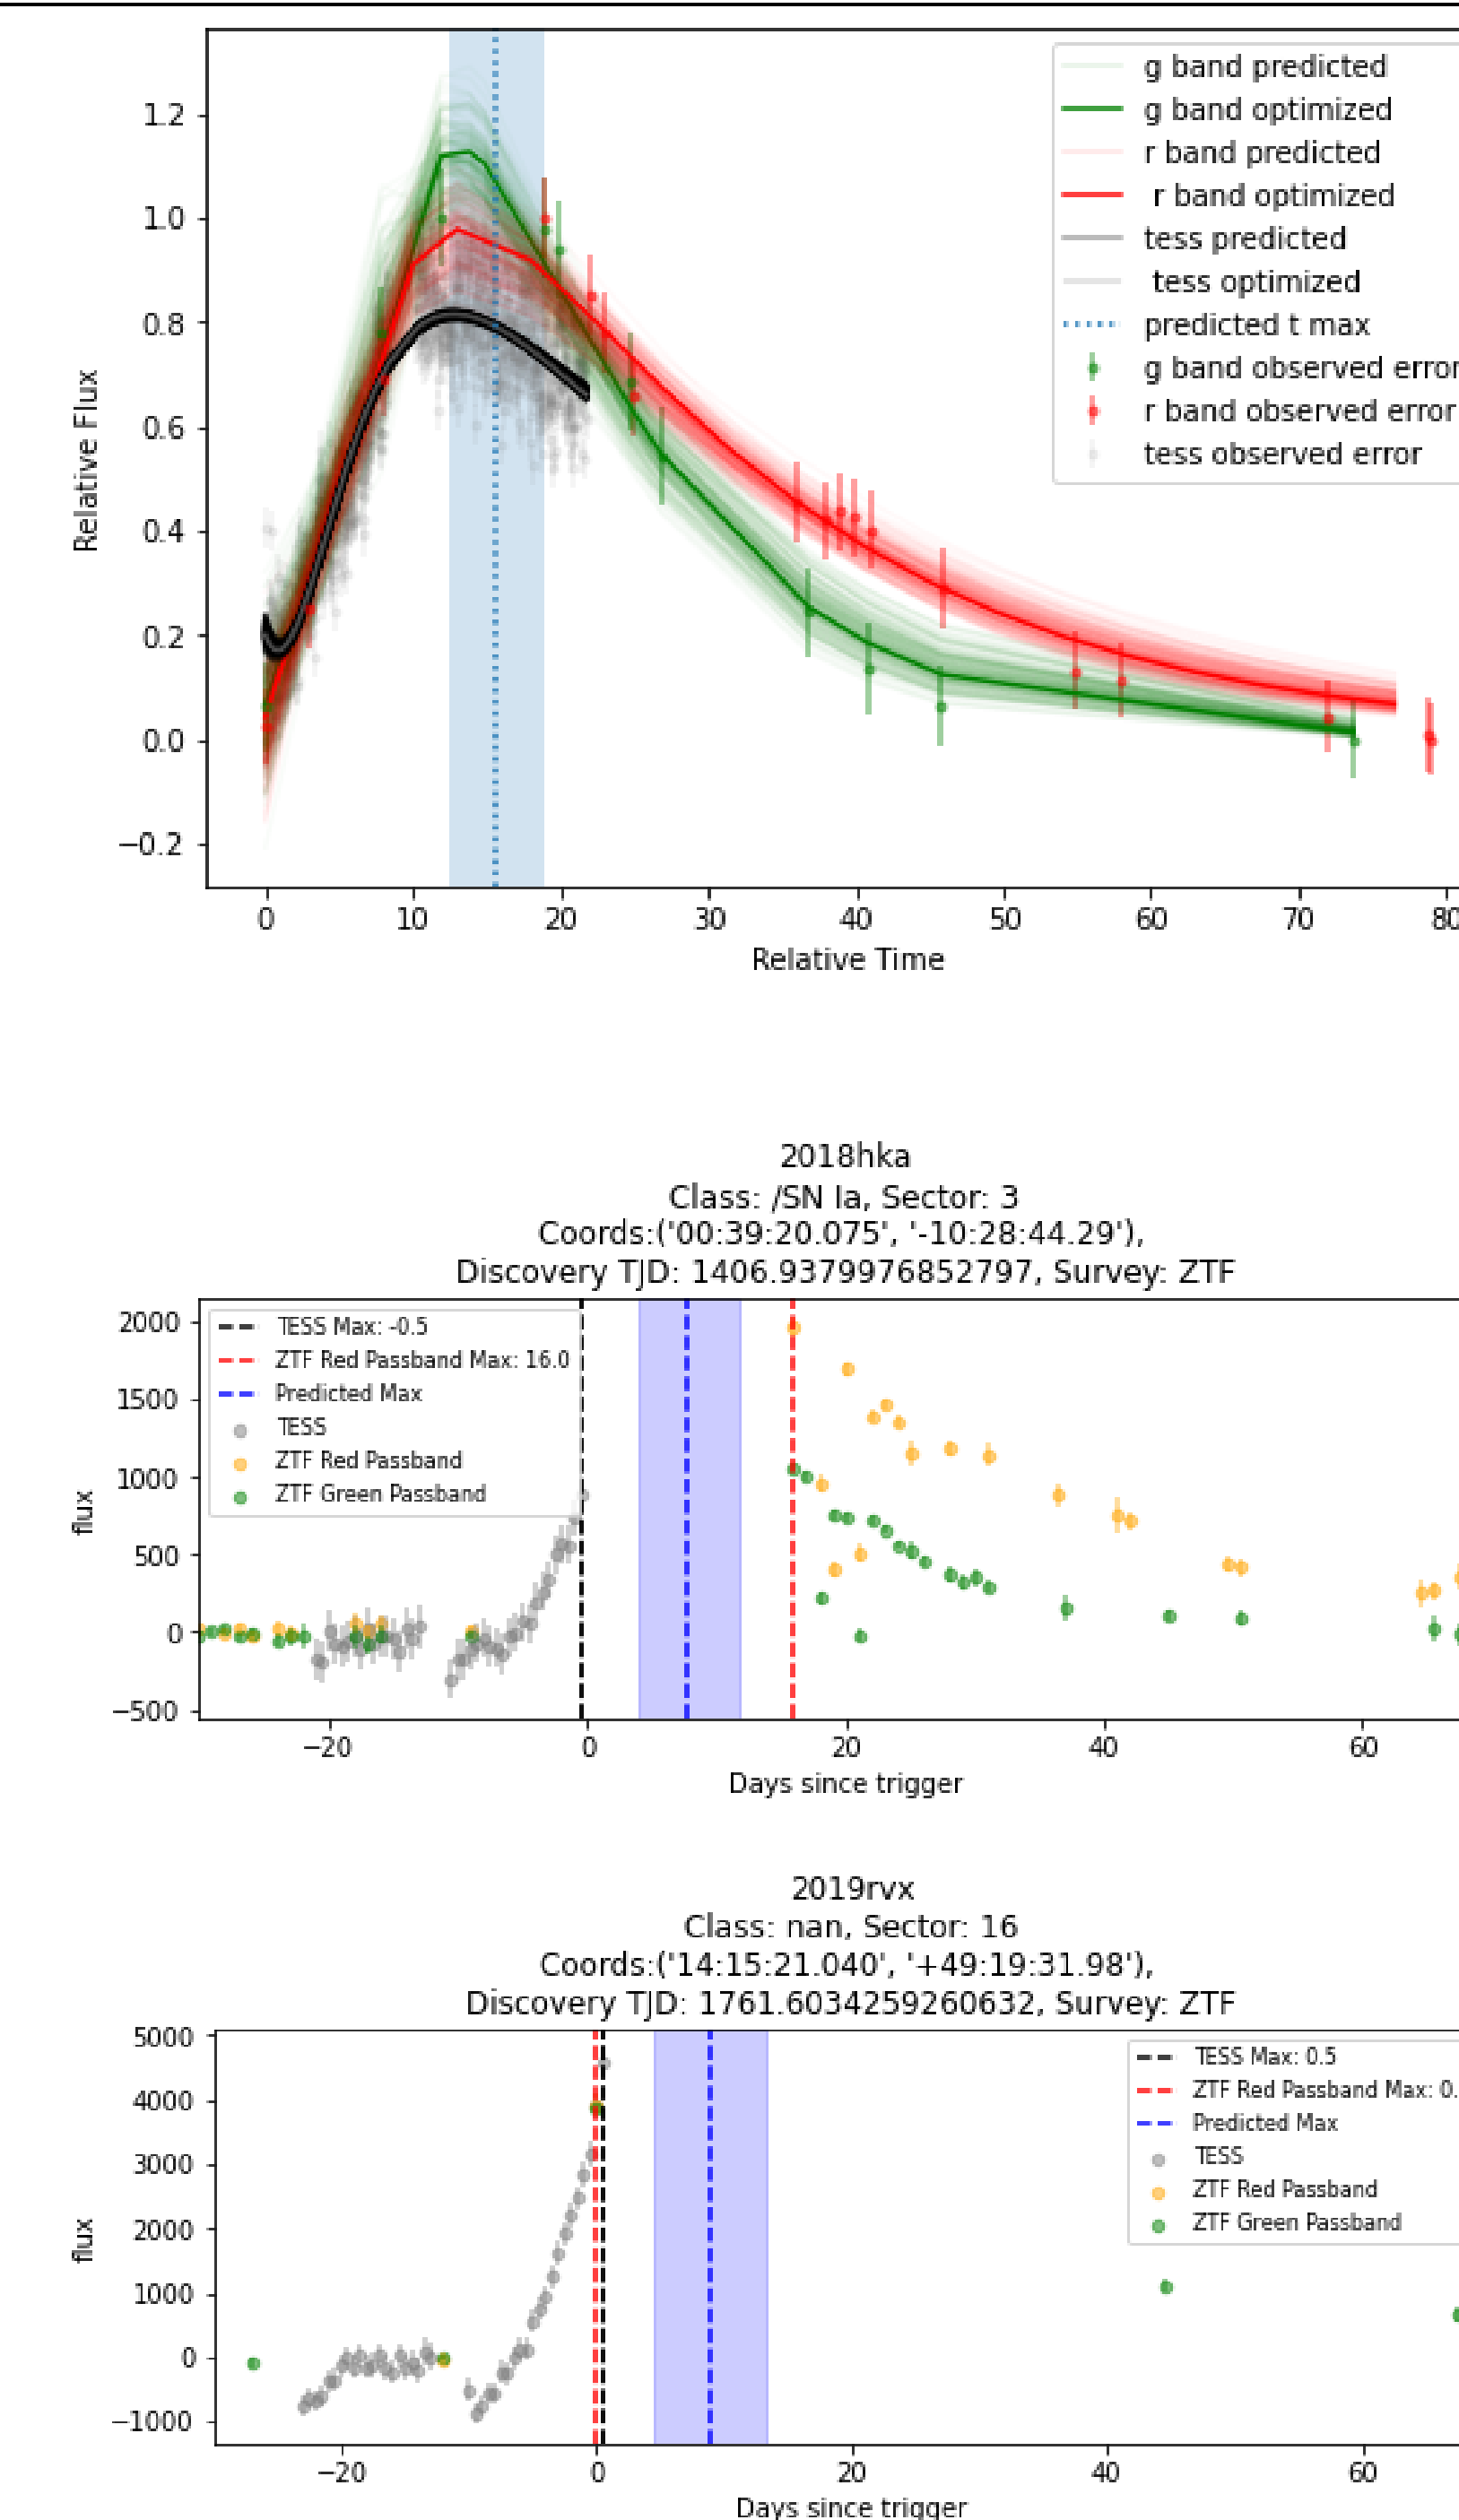 g band predicted
g band optimized
r band predicted
r band optimized
tess predicted
tess optimized
predicted t max
g band observed error
r band observed error
tess observed error
1.2
1.0
0.8
0.6
0.4
0.2
0.0
−0.2
Relative Flux
0 10 20 30 40 50 60 70 80
Relative Time
2018hka
Class: /SN Ia, Sector: 3
Coords:('00:39:20.075', '-10:28:44.29'),
Discovery TJD: 1406.9379976852797, Survey: ZTF
TESS Max: -0.5
ZTF Red Passband Max: 16.0
Predicted Max
TESS
ZTF Red Passband
ZTF Green Passband
2000
1500
1000
500
0
−500
flux
−20 0 20 40 60
Days since trigger
2019rvx
Class: nan, Sector: 16
Coords:('14:15:21.040', '+49:19:31.98'),
Discovery TJD: 1761.6034259260632, Survey: ZTF
TESS Max: 0.5
ZTF Red Passband Max: 0.
Predicted Max
TESS
ZTF Red Passband
ZTF Green Passband
5000
4000
3000
2000
1000
0
−1000
flux
−20 0 20 40 60
Days since trigger